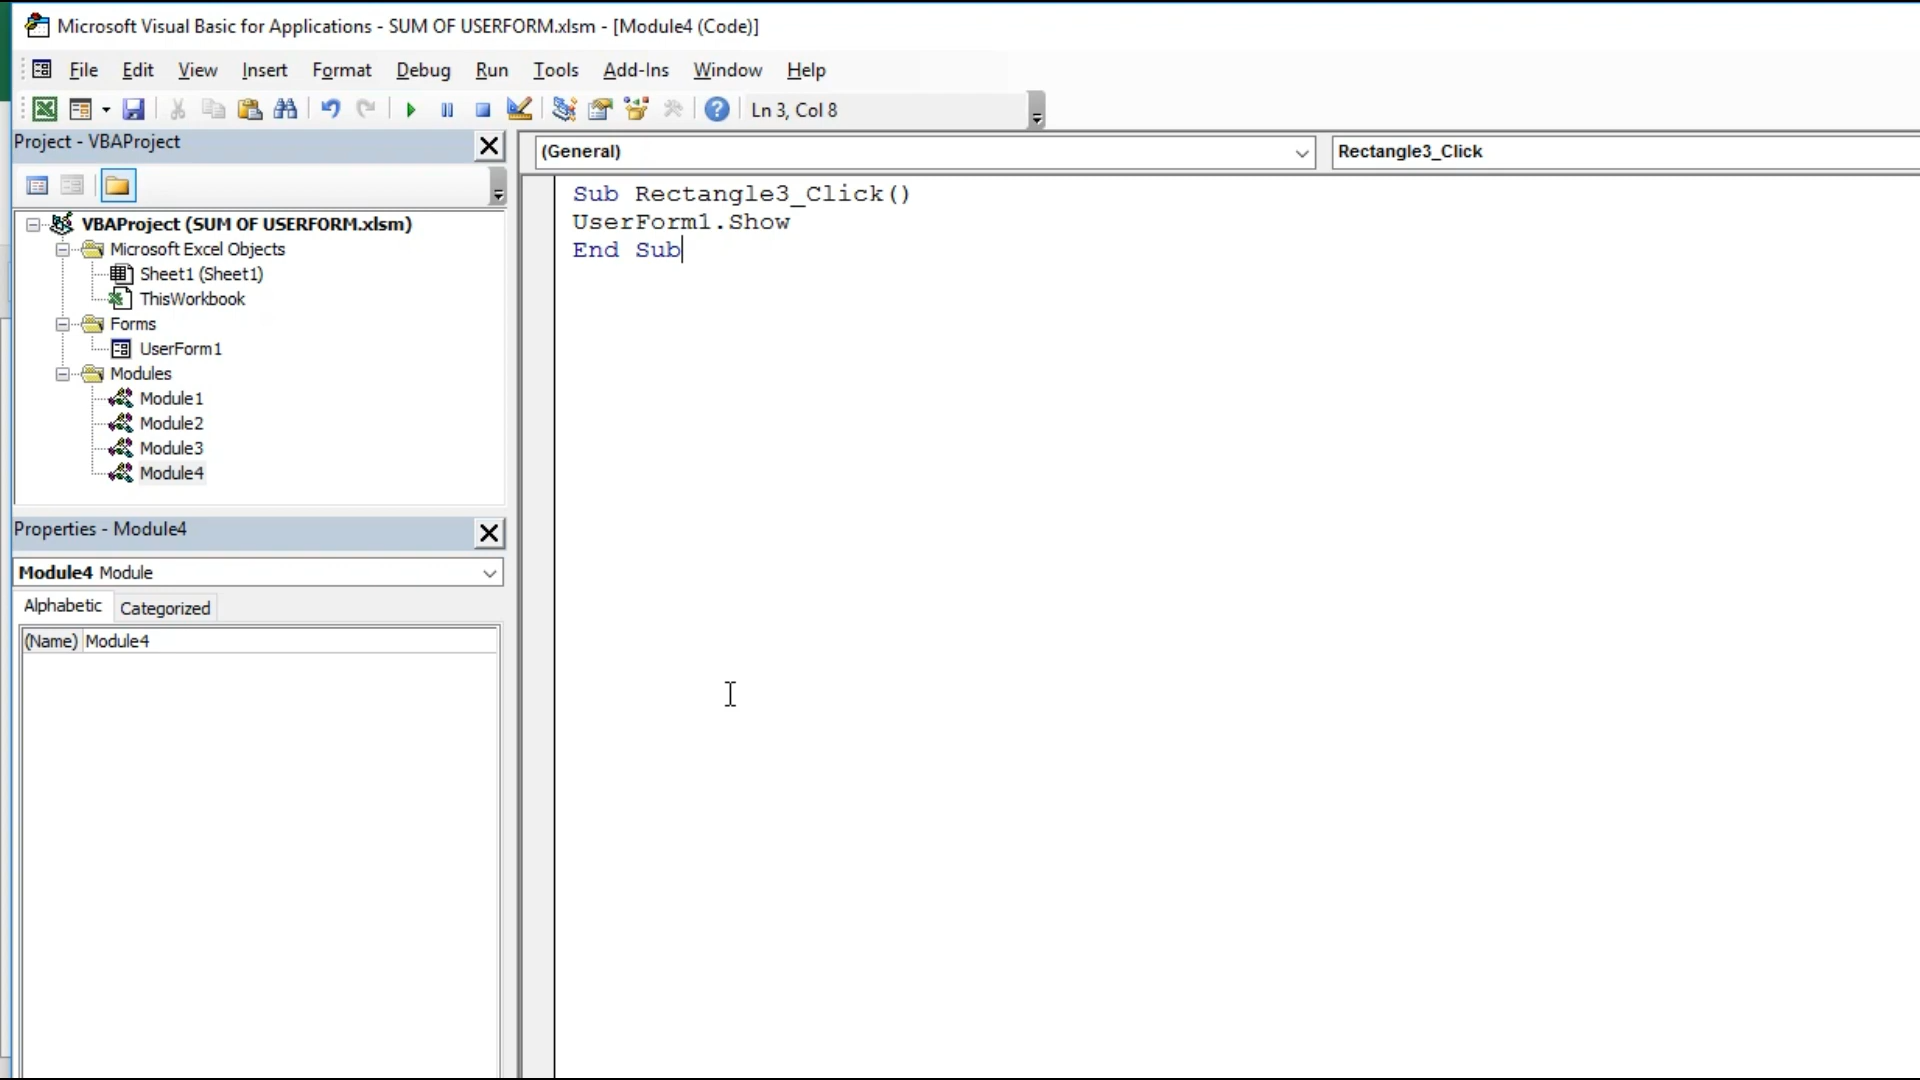 Microsoft Visual Basic for Applications - SUM OF USERFORM.xlsm - [Module4 (Code)]
File Edit View Insert Format Debug Run Tools Add-Ins Window Help
Ln 3, Col 8
Project - VBAProject
(General)
Rectangle3_Click
VBAProject (SUM OF USERFORM.xlsm)
Microsoft Excel Objects
Sheet1 (Sheet1)
ThisWorkbook
Forms
UserForm1
Modules
Module1
Module2
Module3
Module4
Sub Rectangle3_Click()
UserForm1.Show
End Sub
Properties - Module4
Module4 Module
Alphabetic Categorized
(Name) Module4